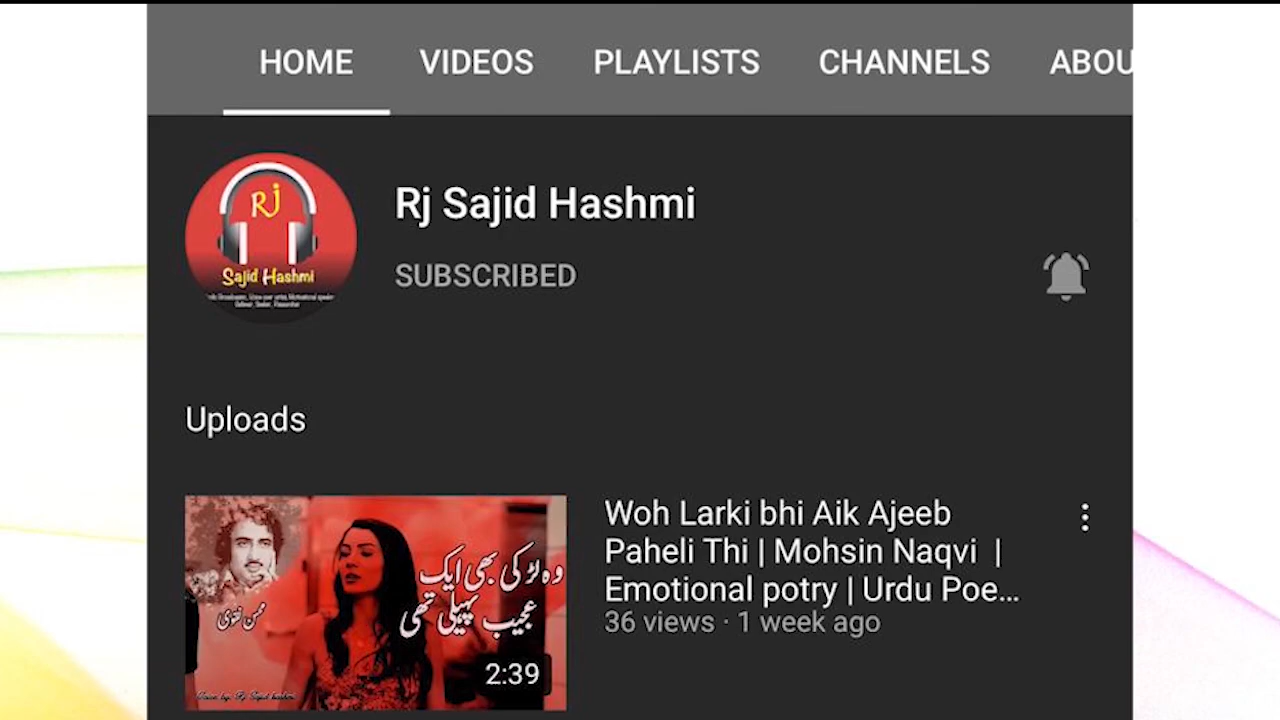 HOME VIDEOS PLAYLISTS CHANNELS ABOU
RJ
Sajid Hashmi
Rj Sajid Hashmi
SUBSCRIBED
Uploads
وہ لڑکی بھی ایک
عجیب پہیلی تھی
محسن نقوی
2:39
Woh Larki bhi Aik Ajeeb
Paheli Thi | Mohsin Naqvi |
Emotional potry | Urdu Poe...
36 views · 1 week ago